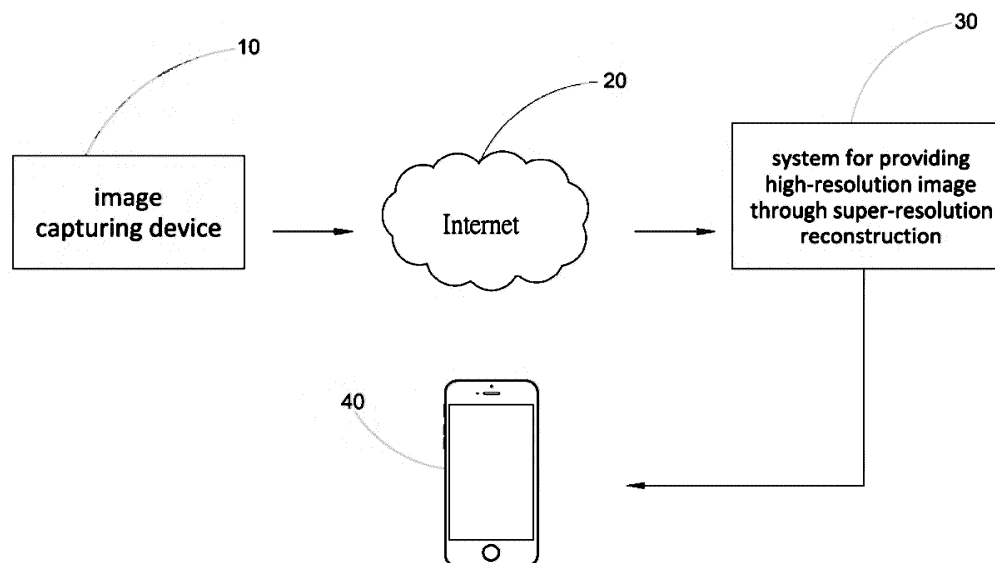 10
20
30
image
capturing device
Internet
system for providing
high-resolution image
through super-resolution
reconstruction
40